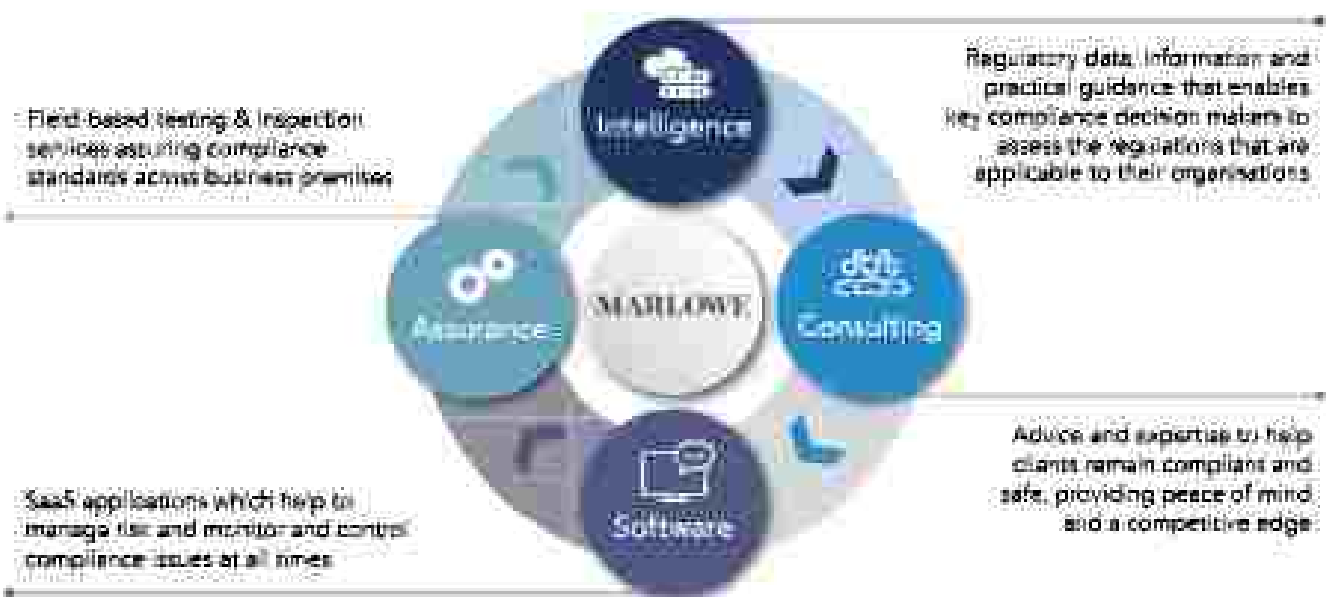 Intelligence
Regulatory data, information and
practical guidance that enables
key compliance decision makers to
assess the regulations that are
applicable to their organisations
Field-based testing & inspection
services assuring compliance
standards across business premises
Assurance
MARLOWE
Consulting
Advice and expertise to help
clients remain compliant and
safe, providing peace of mind
and a competitive edge
SaaS applications which help to
manage risk and monitor and control
compliance issues at all times
Software